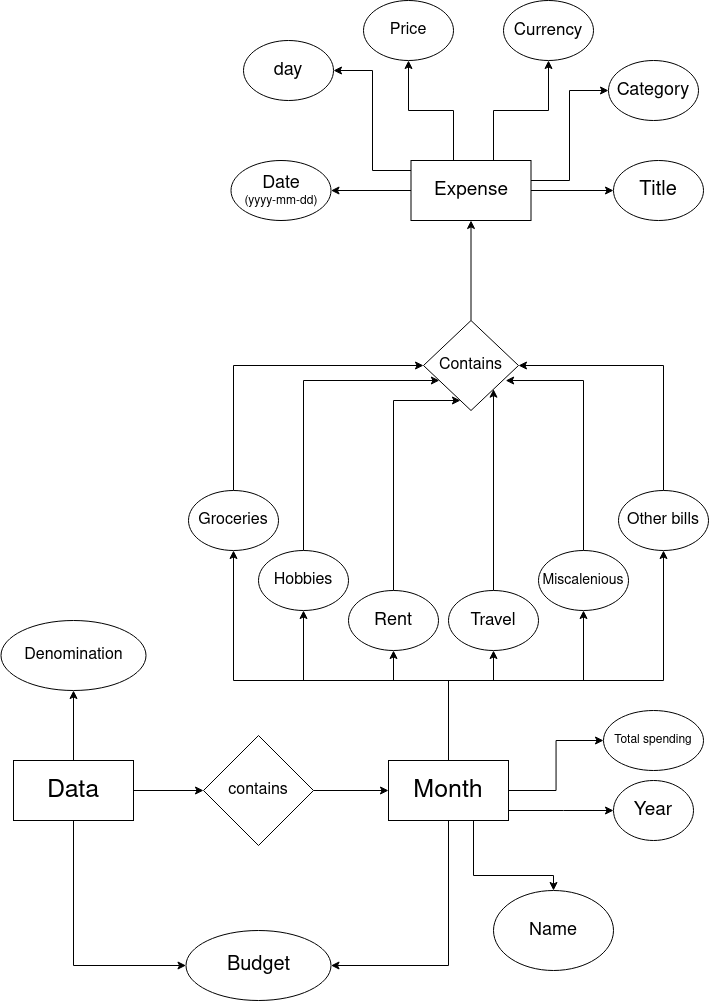 Price
Currency
day
Category
Date
(yyyy-mm-dd)
Expense
Title
Contains
Groceries
Other bills
Hobbies
Miscalenious
Rent
Travel
Denomination
Total spending
Data
contains
Month
Year
Name
Budget